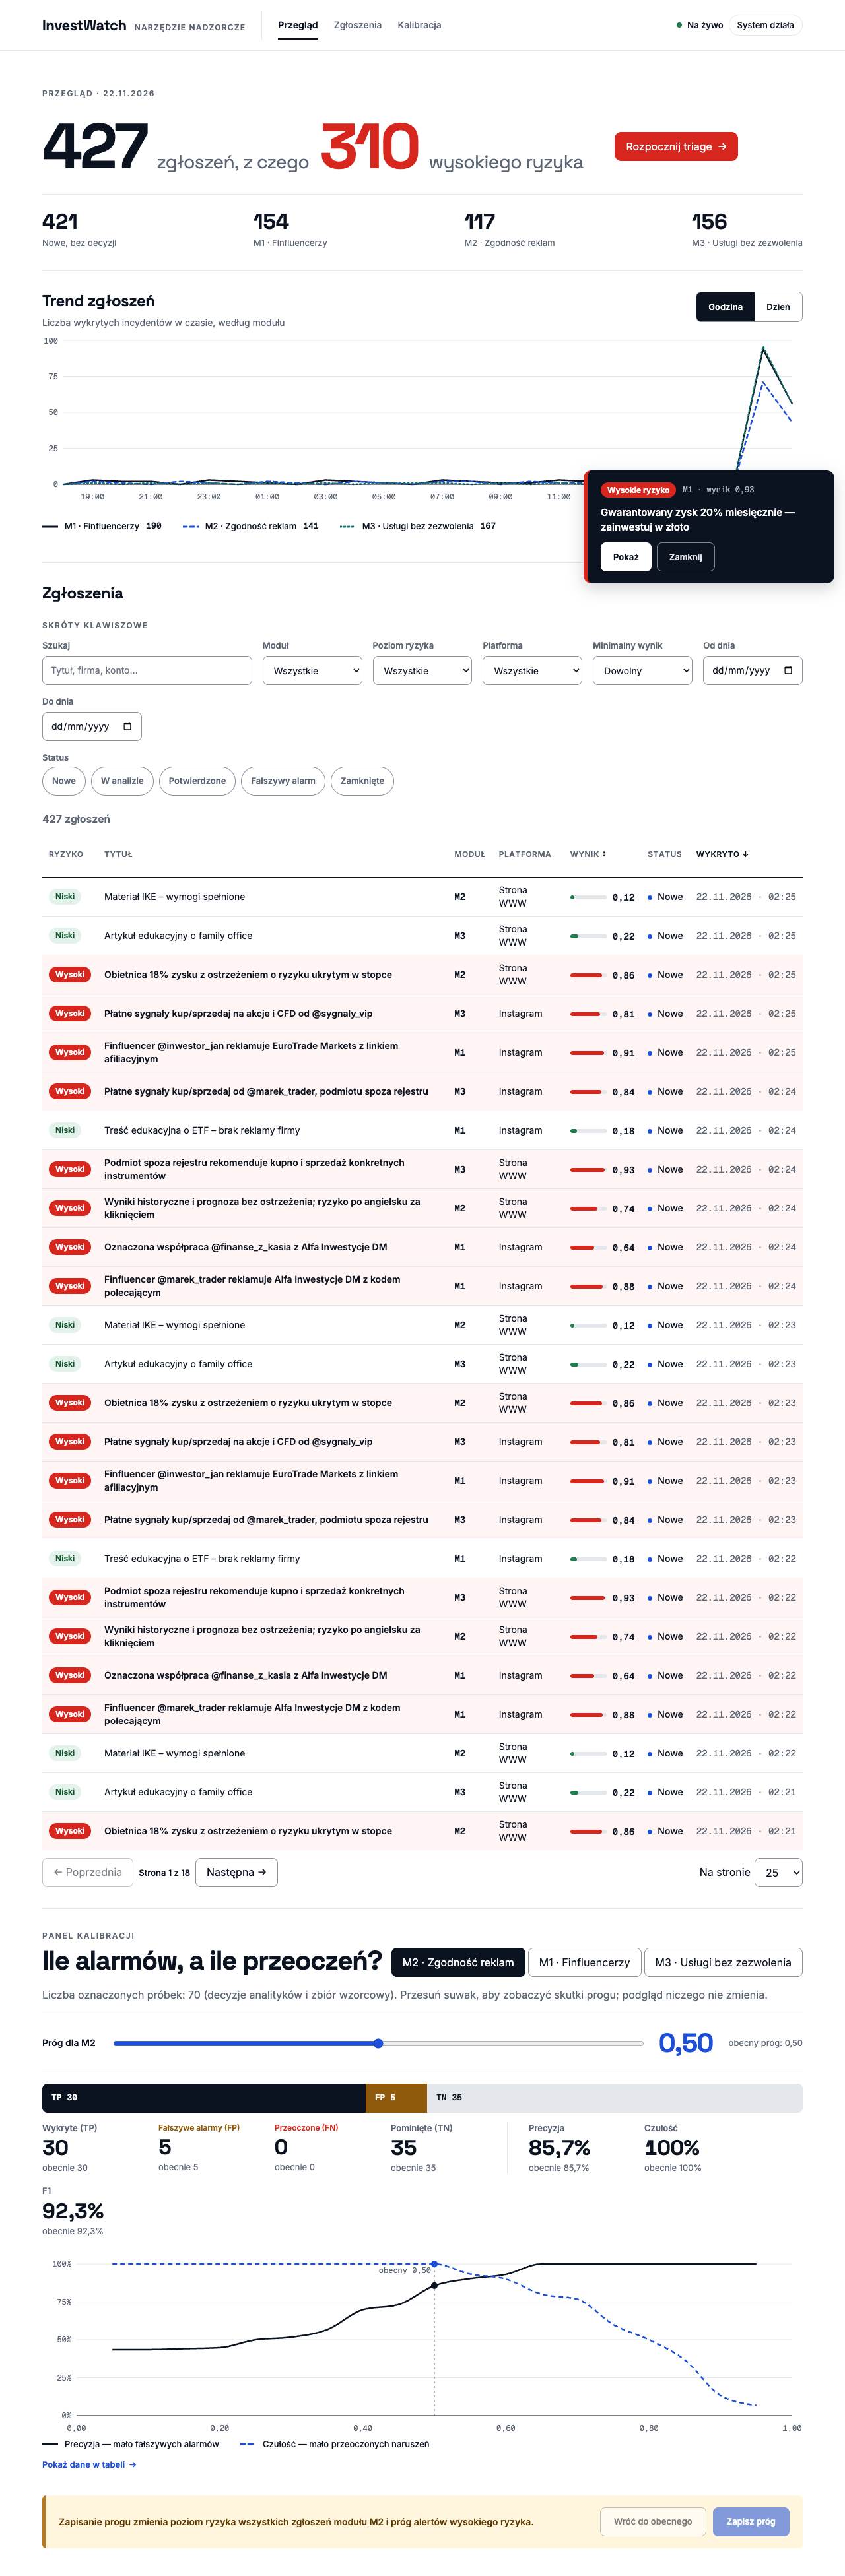 InvestWatch NARZĘDZIE NADZORCZE Przegląd Zgłoszenia Kalibracja Na żywo System działa
PRZEGLĄD · 22.11.2026
427 zgłoszeń, z czego 310 wysokiego ryzyka Rozpocznij triage →
421 154 117 156
Nowe, bez decyzji M1 · Finfluencerzy M2 · Zgodność reklam M3 · Usługi bez zezwolenia
Trend zgłoszeń Godzina Dzień
Liczba wykrytych incydentów w czasie, według modułu
100
75
50
25
0
19:00 21:00 23:00 01:00 03:00 05:00 07:00 09:00 11:00
M1 · Finfluencerzy 190 M2 · Zgodność reklam 141 M3 · Usługi bez zezwolenia 167
Wysokie ryzyko M1 · wynik 0,93
Gwarantowany zysk 20% miesięcznie —
zainwestuj w złoto
Pokaż Zamknij
Zgłoszenia
SKRÓTY KLAWISZOWE
Szukaj Moduł Poziom ryzyka Platforma Minimalny wynik Od dnia
Tytuł, firma, konto... Wszystkie Wszystkie Wszystkie Dowolny dd/mm/yyyy
Do dnia
dd/mm/yyyy
Status
Nowe W analizie Potwierdzone Fałszywy alarm Zamknięte
427 zgłoszeń
RYZYKO TYTUŁ MODUŁ PLATFORMA WYNIK ↕ STATUS WYKRYTO ↓
Niski Materiał IKE – wymogi spełnione M2 Strona WWW 0,12 Nowe 22.11.2026 · 02:25
Niski Artykuł edukacyjny o family office M3 Strona WWW 0,22 Nowe 22.11.2026 · 02:25
Wysoki Obietnica 18% zysku z ostrzeżeniem o ryzyku ukrytym w stopce M2 Strona WWW 0,86 Nowe 22.11.2026 · 02:25
Wysoki Płatne sygnały kup/sprzedaj na akcje i CFD od @sygnaly_vip M3 Instagram 0,81 Nowe 22.11.2026 · 02:25
Wysoki Finfluencer @inwestor_jan reklamuje EuroTrade Markets z linkiem afiliacyjnym M1 Instagram 0,91 Nowe 22.11.2026 · 02:25
Wysoki Płatne sygnały kup/sprzedaj od @marek_trader, podmiotu spoza rejestru M3 Instagram 0,84 Nowe 22.11.2026 · 02:24
Niski Treść edukacyjna o ETF – brak reklamy firmy M1 Instagram 0,18 Nowe 22.11.2026 · 02:24
Wysoki Podmiot spoza rejestru rekomenduje kupno i sprzedaż konkretnych instrumentów M3 Strona WWW 0,93 Nowe 22.11.2026 · 02:24
Wysoki Wyniki historyczne i prognoza bez ostrzeżenia; ryzyko po angielsku za kliknięciem M2 Strona WWW 0,74 Nowe 22.11.2026 · 02:24
Wysoki Oznaczona współpraca @finanse_z_kasia z Alfa Inwestycje DM M1 Instagram 0,64 Nowe 22.11.2026 · 02:24
Wysoki Finfluencer @marek_trader reklamuje Alfa Inwestycje DM z kodem polecającym M1 Instagram 0,88 Nowe 22.11.2026 · 02:24
Niski Materiał IKE – wymogi spełnione M2 Strona WWW 0,12 Nowe 22.11.2026 · 02:23
Niski Artykuł edukacyjny o family office M3 Strona WWW 0,22 Nowe 22.11.2026 · 02:23
Wysoki Obietnica 18% zysku z ostrzeżeniem o ryzyku ukrytym w stopce M2 Strona WWW 0,86 Nowe 22.11.2026 · 02:23
Wysoki Płatne sygnały kup/sprzedaj na akcje i CFD od @sygnaly_vip M3 Instagram 0,81 Nowe 22.11.2026 · 02:23
Wysoki Finfluencer @inwestor_jan reklamuje EuroTrade Markets z linkiem afiliacyjnym M1 Instagram 0,91 Nowe 22.11.2026 · 02:23
Wysoki Płatne sygnały kup/sprzedaj od @marek_trader, podmiotu spoza rejestru M3 Instagram 0,84 Nowe 22.11.2026 · 02:23
Niski Treść edukacyjna o ETF – brak reklamy firmy M1 Instagram 0,18 Nowe 22.11.2026 · 02:22
Wysoki Podmiot spoza rejestru rekomenduje kupno i sprzedaż konkretnych instrumentów M3 Strona WWW 0,93 Nowe 22.11.2026 · 02:22
Wysoki Wyniki historyczne i prognoza bez ostrzeżenia; ryzyko po angielsku za kliknięciem M2 Strona WWW 0,74 Nowe 22.11.2026 · 02:22
Wysoki Oznaczona współpraca @finanse_z_kasia z Alfa Inwestycje DM M1 Instagram 0,64 Nowe 22.11.2026 · 02:22
Wysoki Finfluencer @marek_trader reklamuje Alfa Inwestycje DM z kodem polecającym M1 Instagram 0,88 Nowe 22.11.2026 · 02:22
Niski Materiał IKE – wymogi spełnione M2 Strona WWW 0,12 Nowe 22.11.2026 · 02:22
Niski Artykuł edukacyjny o family office M3 Strona WWW 0,22 Nowe 22.11.2026 · 02:21
Wysoki Obietnica 18% zysku z ostrzeżeniem o ryzyku ukrytym w stopce M2 Strona WWW 0,86 Nowe 22.11.2026 · 02:21
← Poprzednia Strona 1 z 18 Następna → Na stronie 25
PANEL KALIBRACJI
Ile alarmów, a ile przeoczeń? M2 · Zgodność reklam M1 · Finfluencerzy M3 · Usługi bez zezwolenia
Liczba oznaczonych próbek: 70 (decyzje analityków i zbiór wzorcowy). Przesuń suwak, aby zobaczyć skutki progu; podgląd niczego nie zmienia.
Próg dla M2 0,50 obecny próg: 0,50
TP 30 FP 5 TN 35
Wykryte (TP) Fałszywe alarmy (FP) Przeoczone (FN) Pominięte (TN) Precyzja Czułość
30 5 0 35 85,7% 100%
obecnie 30 obecnie 5 obecnie 0 obecnie 35 obecnie 85,7% obecnie 100%
F1
92,3%
obecnie 92,3%
100%
obecny 0,50
75%
50%
25%
0%
0,00 0,20 0,40 0,60 0,80 1,00
Precyzja — mało fałszywych alarmów Czułość — mało przeoczonych naruszeń
Pokaż dane w tabeli →
Zapisanie progu zmienia poziom ryzyka wszystkich zgłoszeń modułu M2 i próg alertów wysokiego ryzyka. Wróć do obecnego Zapisz próg